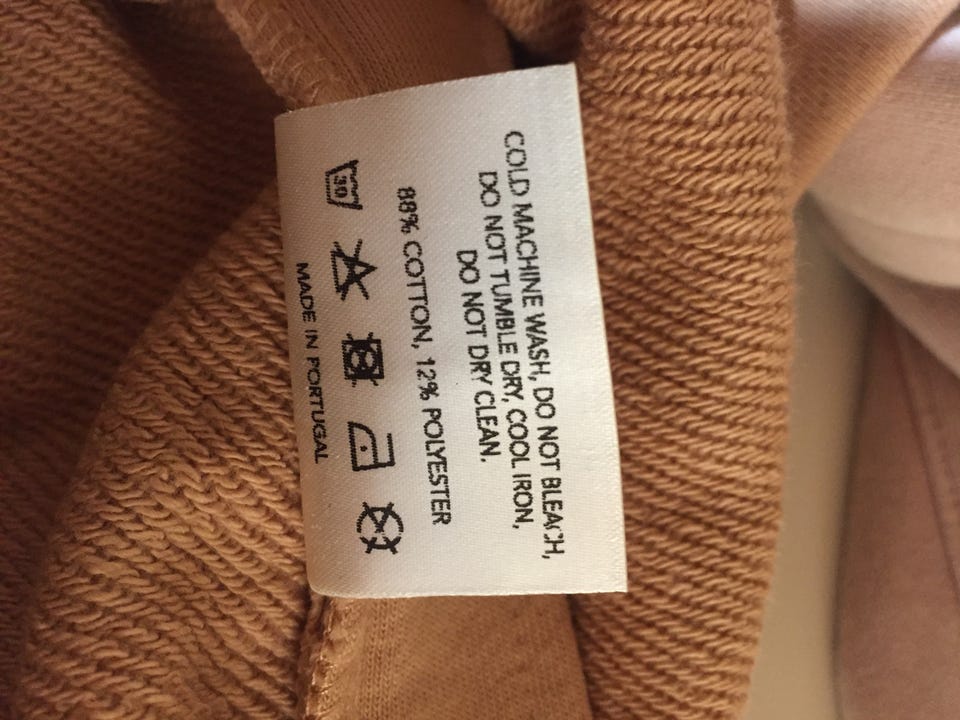 COLD MACHINE WASH, DO NOT BLEACH,
DO NOT TUMBLE DRY, COOL IRON,
DO NOT DRY CLEAN.
88% COTTON, 12% POLYESTER
30
MADE IN PORTUGAL